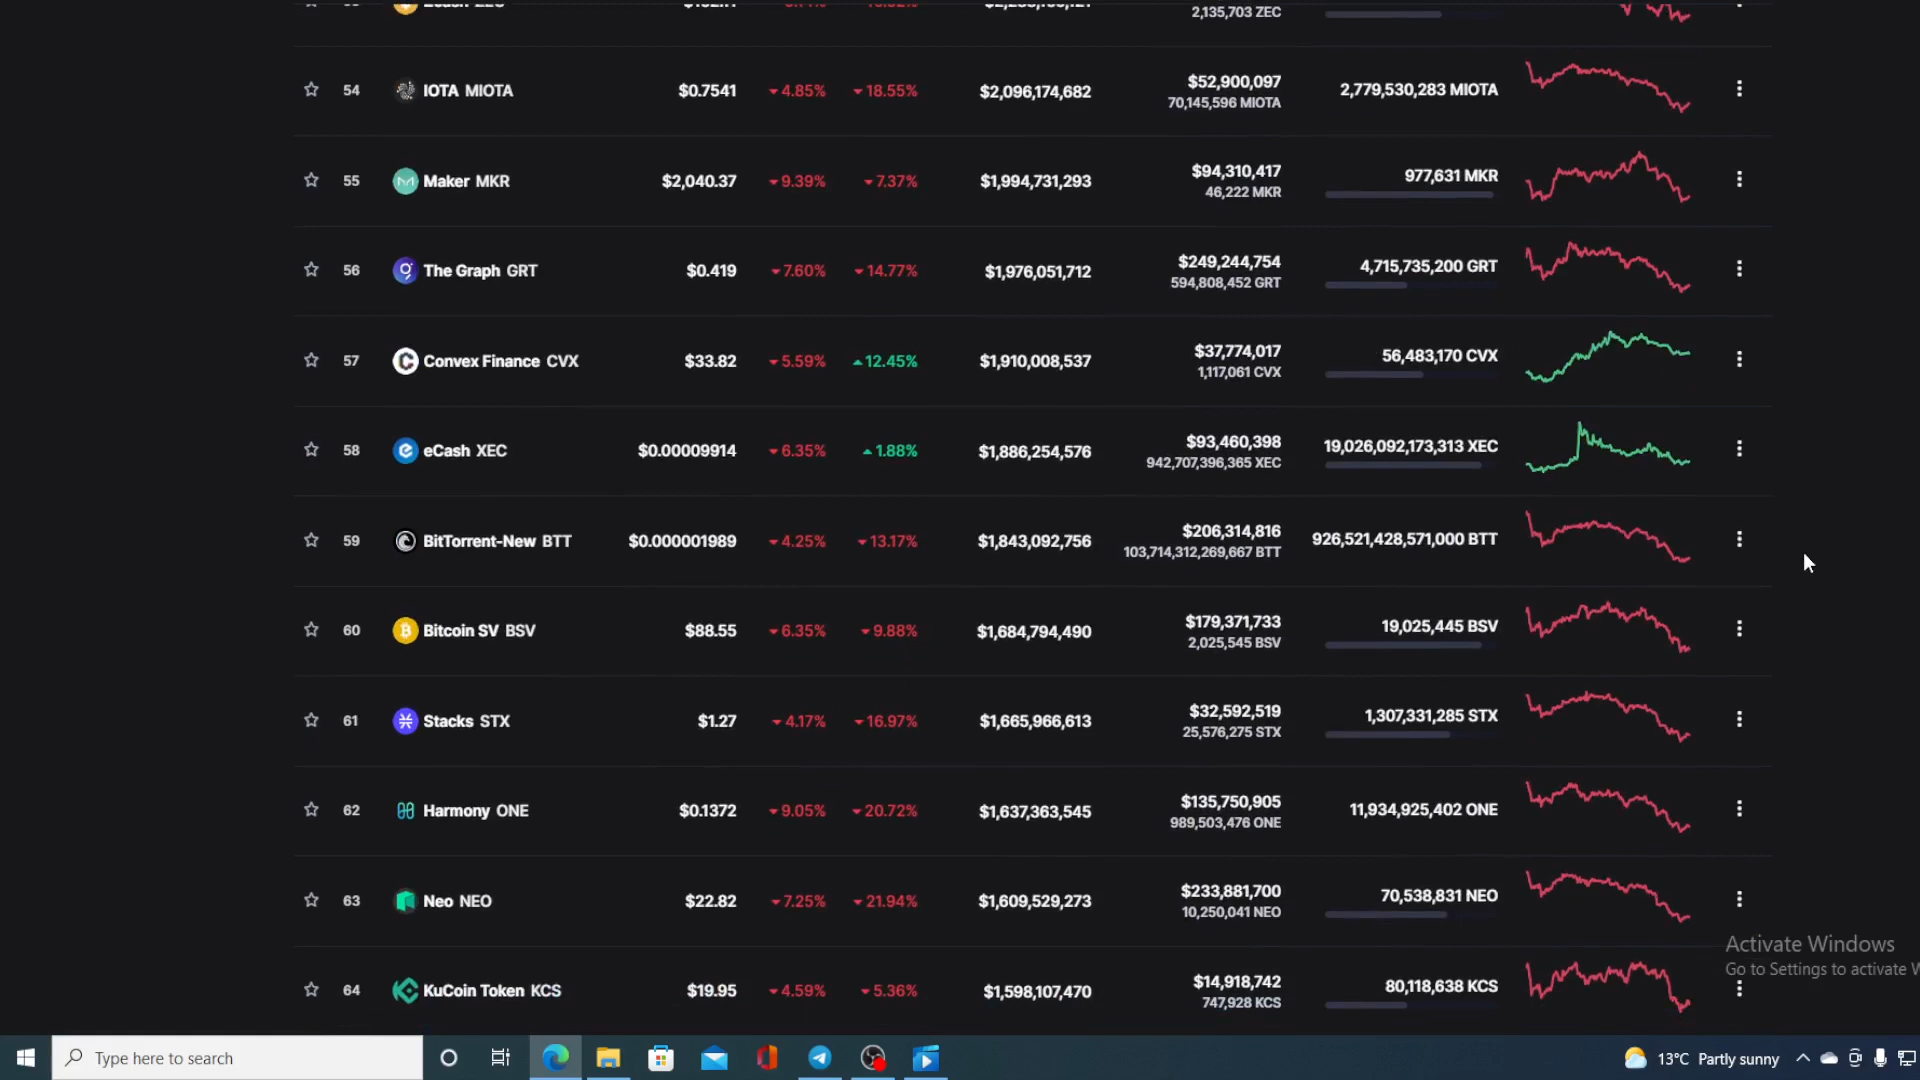 2,135,703 ZEC
54 IOTA MIOTA $0.7541 4.85% 18.55% $2,096,174,682 $52,900,097 2,779,530,283 MIOTA
70,145,596 MIOTA
55 Maker MKR $2,040.37 9.39% 7.37% $1,994,731,293 $94,310,417 977,631 MKR
46,222 MKR
56 The Graph GRT $0.419 7.60% 14.77% $1,976,051,712 $249,244,754 4,715,735,200 GRT
594,808,452 GRT
57 Convex Finance CVX $33.82 5.59% 12.45% $1,910,008,537 $37,774,017 56,483,170 CVX
1,117,061 CVX
58 eCash XEC $0.00009914 6.35% 1.88% $1,886,254,576 $93,460,398 19,026,092,173,313 XEC
942,707,396,365 XEC
59 BitTorrent-New BTT $0.000001989 4.25% 13.17% $1,843,092,756 $206,314,816 926,521,428,571,000 BTT
103,714,312,269,667 BTT
60 Bitcoin SV BSV $88.55 6.35% 9.88% $1,684,794,490 $179,371,733 19,025,445 BSV
2,025,545 BSV
61 Stacks STX $1.27 4.17% 16.97% $1,665,966,613 $32,592,519 1,307,331,285 STX
25,576,275 STX
62 Harmony ONE $0.1372 9.05% 20.72% $1,637,363,545 $135,750,905 11,934,925,402 ONE
989,503,476 ONE
63 Neo NEO $22.82 7.25% 21.94% $1,609,529,273 $233,881,700 70,538,831 NEO
10,250,041 NEO
64 KuCoin Token KCS $19.95 4.59% 5.36% $1,598,107,470 $14,918,742 80,118,638 KCS
747,928 KCS
Activate Windows
Go to Settings to activate W
Type here to search
13°C Partly sunny